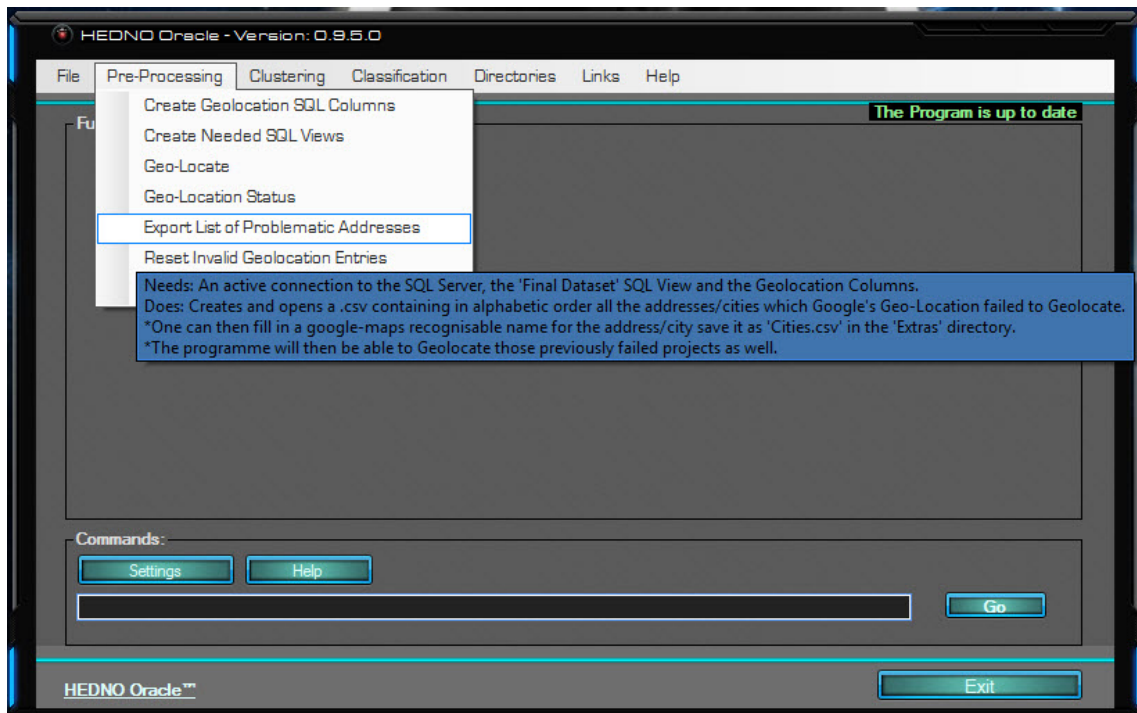 HEDNO Oracle - Version: 0.9.5.0
File Pre-Processing Clustering Classification Directories Links Help
The Program is up to date
Fu
Create Geolocation SQL Columns
Create Needed SQL Views
Geo-Locate
Geo-Location Status
Export List of Problematic Addresses
Reset Invalid Geolocation Entries
Needs: An active connection to the SQL Server, the 'Final Dataset' SQL View and the Geolocation Columns.
Does: Creates and opens a .csv containing in alphabetic order all the addresses/cities which Google's Geo-Location failed to Geolocate.
*One can then fill in a google-maps recognisable name for the address/city save it as 'Cities.csv' in the 'Extras' directory.
*The programme will then be able to Geolocate those previously failed projects as well.
Commands:
Settings Help
Go
HEDNO Oracle™
Exit